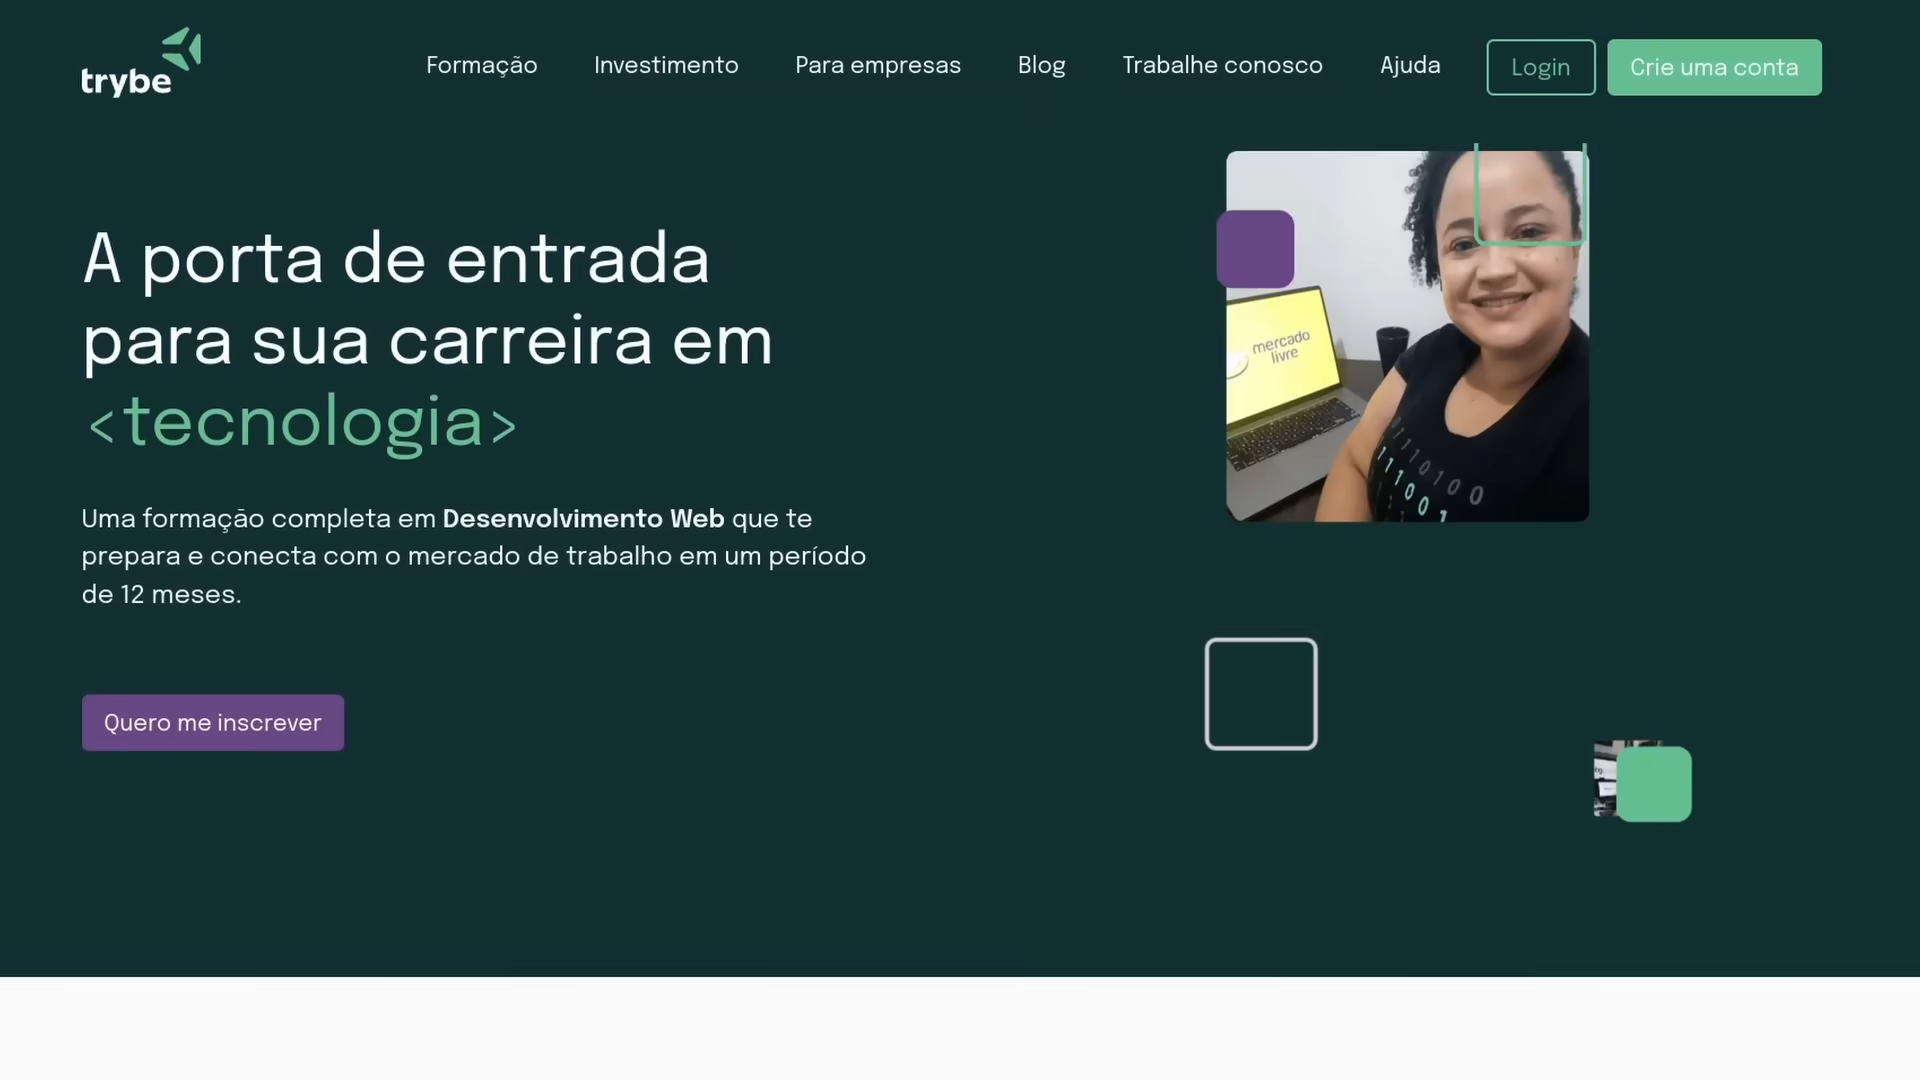 trybe
Formação
Investimento
Para empresas
Blog
Trabalhe conosco
Ajuda
Login
Crie uma conta
A porta de entrada
para sua carreira em
<tecnologia>
Uma formação completa em Desenvolvimento Web que te
prepara e conecta com o mercado de trabalho em um período
de 12 meses.
Quero me inscrever
mercado
livre